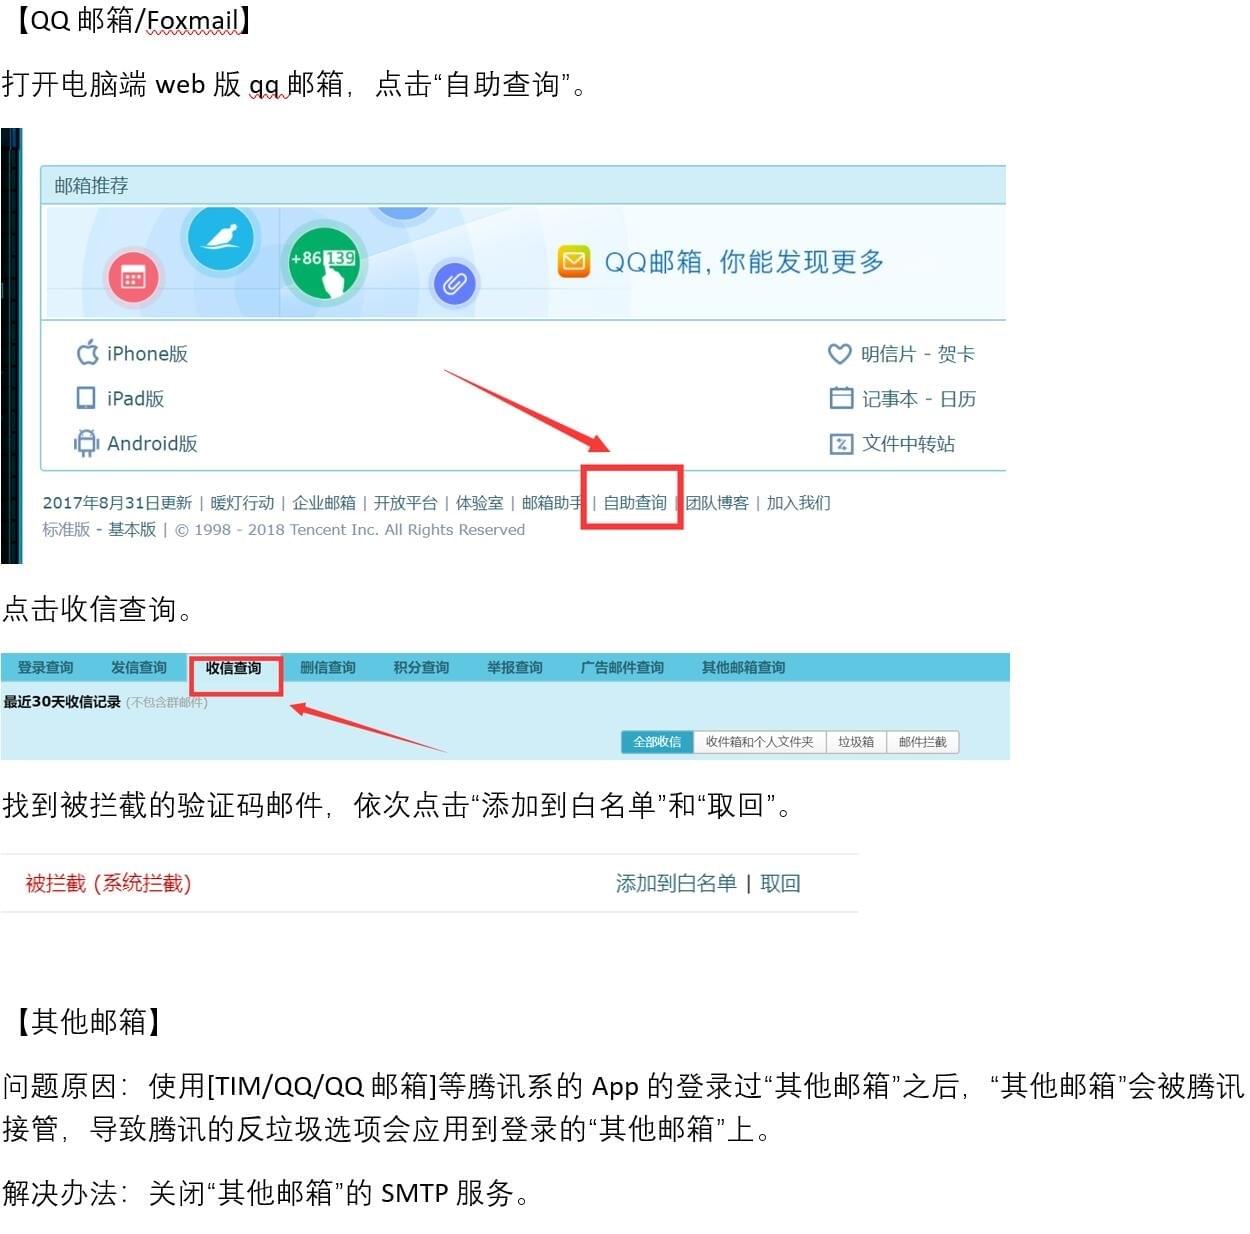 【QQ 邮箱/Foxmail】
打开电脑端 web 版 qq 邮箱，点击“自助查询”。
邮箱推荐
+86 139
QQ邮箱，你能发现更多
iPhone版
明信片 - 贺卡
iPad版
记事本 - 日历
Android版
文件中转站
2017年8月31日更新 | 暖灯行动 | 企业邮箱 | 开放平台 | 体验室 | 邮箱助手 | 自助查询 | 团队博客 | 加入我们
标准版 - 基本版 | © 1998 - 2018 Tencent Inc. All Rights Reserved
点击收信查询。
登录查询 发信查询 收信查询 删信查询 积分查询 举报查询 广告邮件查询 其他邮箱查询
最近30天收信记录 (不包含群邮件)
全部收信 收件箱和个人文件夹 垃圾箱 邮件拦截
找到被拦截的验证码邮件，依次点击“添加到白名单”和“取回”。
被拦截 (系统拦截) 添加到白名单 | 取回
【其他邮箱】
问题原因：使用[TIM/QQ/QQ 邮箱]等腾讯系的 App 的登录过“其他邮箱”之后，“其他邮箱”会被腾讯
接管，导致腾讯的反垃圾选项会应用到登录的“其他邮箱”上。
解决办法：关闭“其他邮箱”的 SMTP 服务。